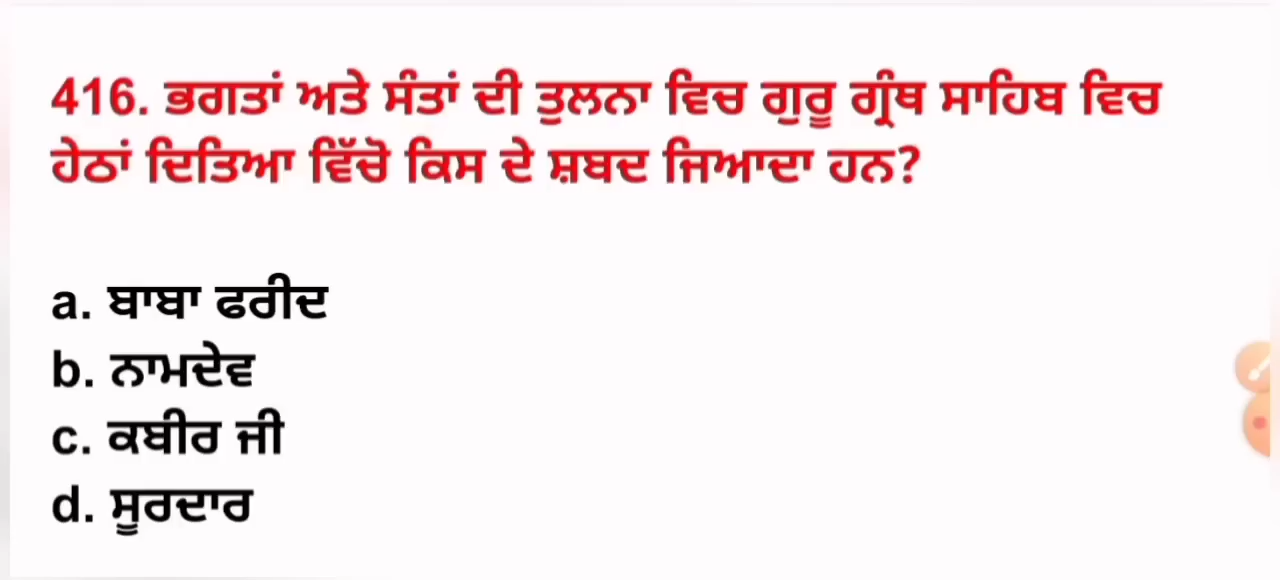 416. ਭਗਤਾਂ ਅਤੇ ਸੰਤਾਂ ਦੀ ਤੁਲਨਾ ਵਿਚ ਗੁਰੂ ਗ੍ਰੰਥ ਸਾਹਿਬ ਵਿਚ
ਹੇਠਾਂ ਦਿਤਿਆ ਵਿੱਚੋ ਕਿਸ ਦੇ ਸ਼ਬਦ ਜਿਆਦਾ ਹਨ?
a. ਬਾਬਾ ਫਰੀਦ
b. ਨਾਮਦੇਵ
c. ਕਬੀਰ ਜੀ
d. ਸੂਰਦਾਰ